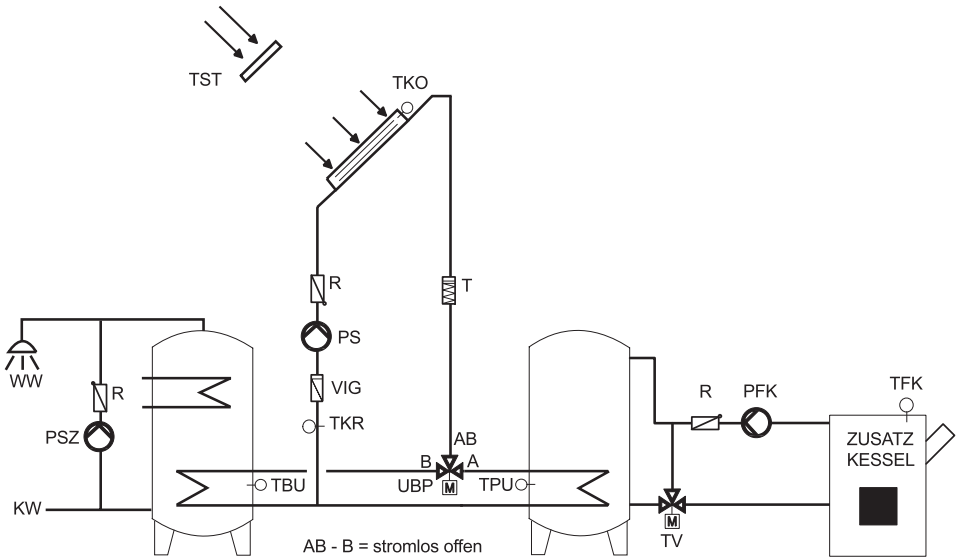 TST
TKO
R
T
PS
WW
R
VIG
R
PFK
TFK
PSZ
TKR
AB
ZUSATZ
KESSEL
B
A
TBU
UBP
M
TPU
KW
M
TV
AB - B = stromlos offen